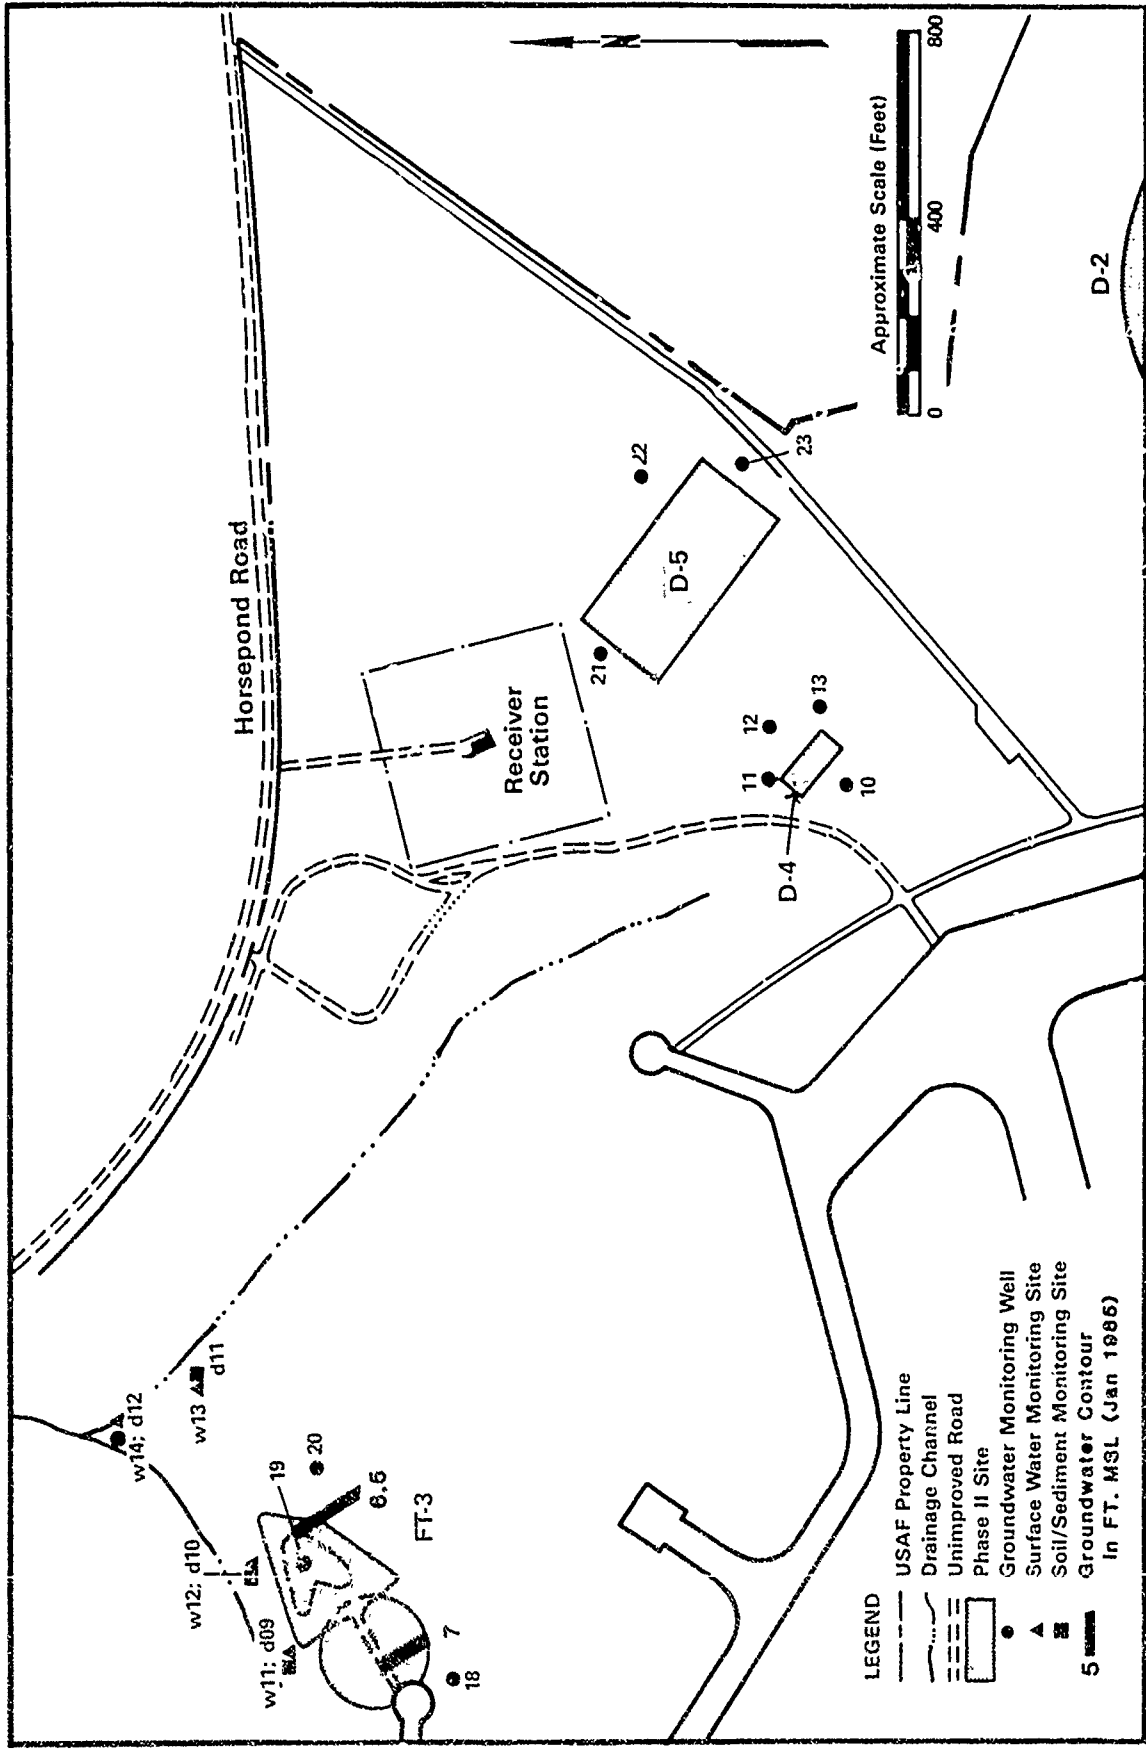 Horsepond Road
N
Approximate Scale (Feet)
0 400 800
Receiver
Station
D-5
D-4
D-2
21
22
23
11
12
13
10
w14; d12
w13
d11
w12; d10
w11; d09
19
20
6.5
FT-3
7
18
LEGEND
USAF Property Line
Drainage Channel
Unimproved Road
Phase II Site
Groundwater Monitoring Well
Surface Water Monitoring Site
Soil/Sediment Monitoring Site
5 Groundwater Contour
In FT. MSL (Jan 1985)